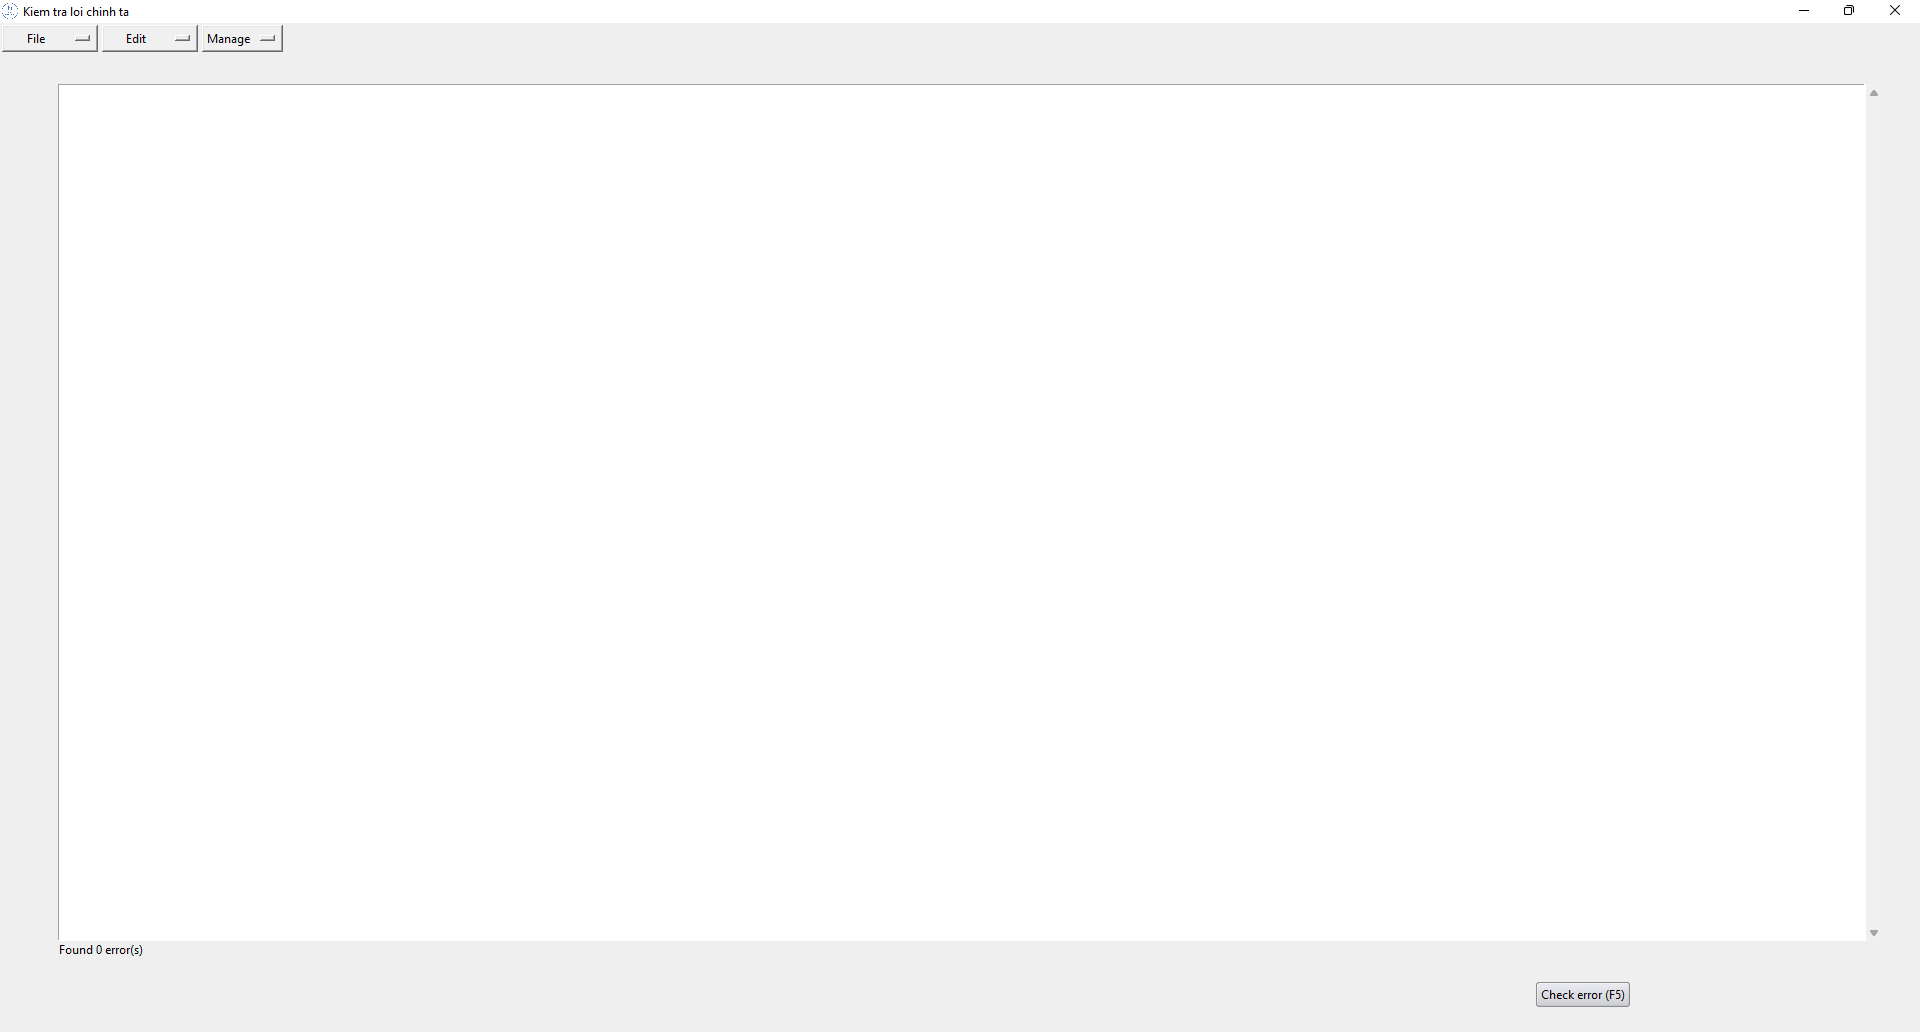 Kiem tra loi chinh ta
File Edit Manage
Found 0 error(s)
Check error (F5)